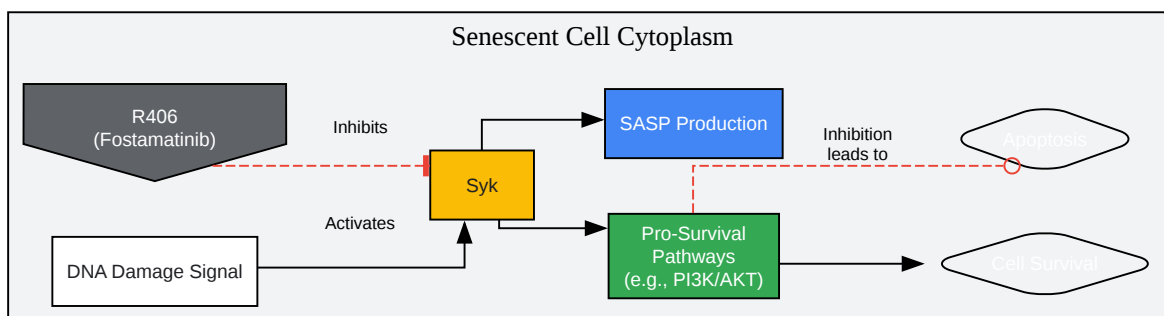 Senescent Cell Cytoplasm
R406
(Fostamatinib)
Inhibits
SASP Production
Inhibition
leads to
Apoptosis
Syk
Activates
DNA Damage Signal
Pro-Survival
Pathways
(e.g., PI3K/AKT)
Cell Survival